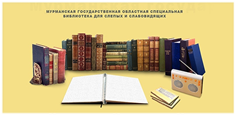 МУРМАНСКАЯ ГОСУДАРСТВЕННАЯ ОБЛАСТНАЯ СПЕЦИАЛЬНАЯ
БИБЛИОТЕКА ДЛЯ СЛЕПЫХ И СЛАБОВИДЯЩИХ